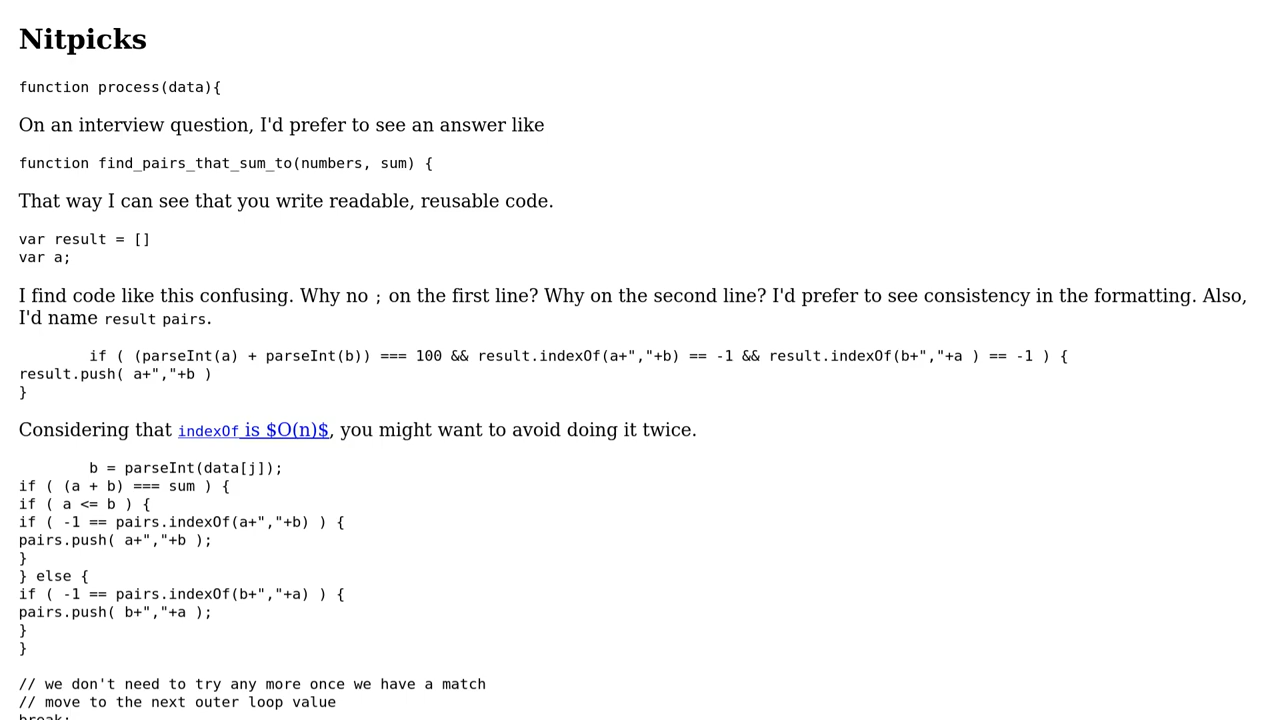 Nitpicks
function process(data){
On an interview question, I'd prefer to see an answer like
function find_pairs_that_sum_to(numbers, sum) {
That way I can see that you write readable, reusable code.
var result = []
var a;
I find code like this confusing. Why no ; on the first line? Why on the second line? I'd prefer to see consistency in the formatting. Also,
I'd name result pairs.
        if ( (parseInt(a) + parseInt(b)) === 100 && result.indexOf(a+","+b) == -1 && result.indexOf(b+","+a ) == -1 ) {
result.push( a+","+b )
}
Considering that indexOf is $O(n)$, you might want to avoid doing it twice.
        b = parseInt(data[j]);
if ( (a + b) === sum ) {
if ( a <= b ) {
if ( -1 == pairs.indexOf(a+","+b) ) {
pairs.push( a+","+b );
}
} else {
if ( -1 == pairs.indexOf(b+","+a) ) {
pairs.push( b+","+a );
}
}
// we don't need to try any more once we have a match
// move to the next outer loop value
break;